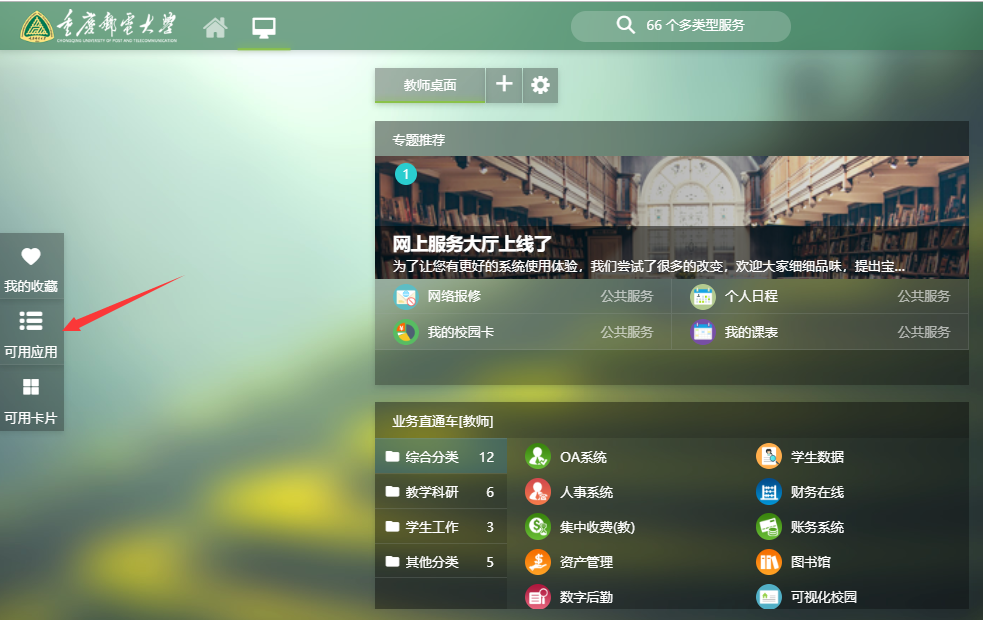 重庆邮电大学
CHONGQING UNIVERSITY OF POST AND TELECOMMUNICATION
66 个多类型服务
教师桌面
专题推荐
1
网上服务大厅上线了
为了让您有更好的系统使用体验，我们尝试了很多的改变，欢迎大家细细品味，提出宝...
网络报修 公共服务 个人日程 公共服务
我的校园卡 公共服务 我的课表 公共服务
我的收藏
可用应用
可用卡片
业务直通车[教师]
综合分类 12 OA系统 学生数据
教学科研 6 人事系统 财务在线
学生工作 3 集中收费(教) 账务系统
其他分类 5 资产管理 图书馆
数字后勤 可视化校园